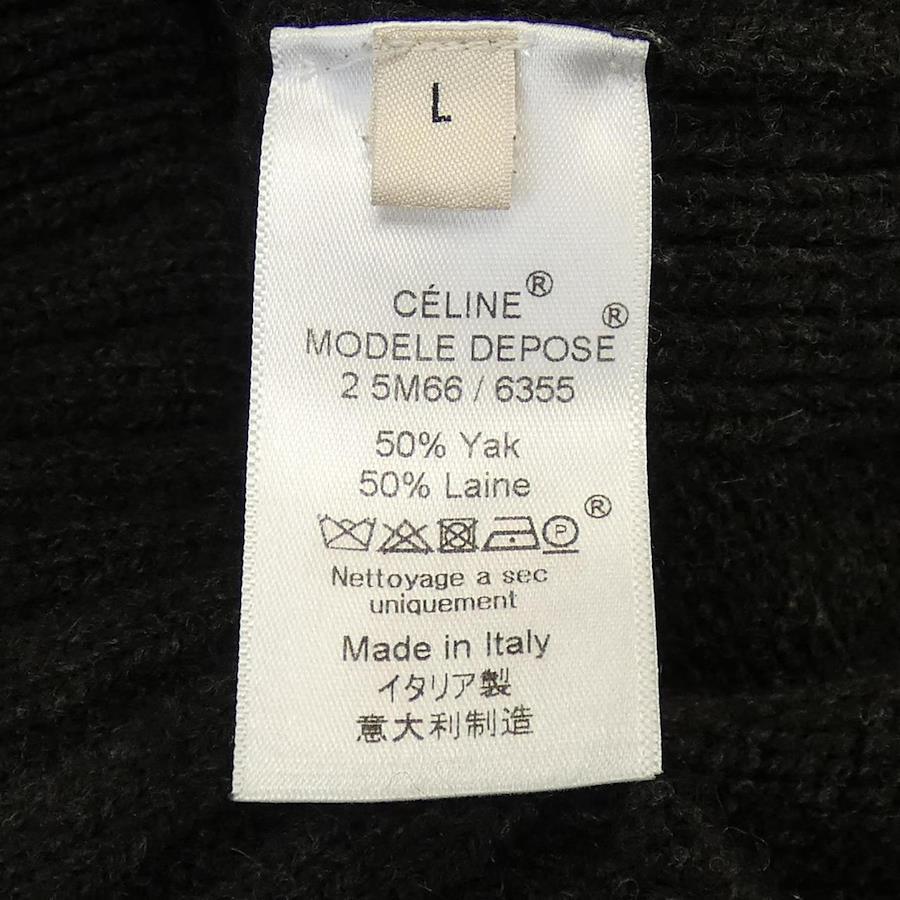 L
CÉLINE®
MODELE DEPOSE®
2 5M66 / 6355
50% Yak
50% Laine
P ®
Nettoyage a sec
uniquement
Made in Italy
イタリア製
意大利制造